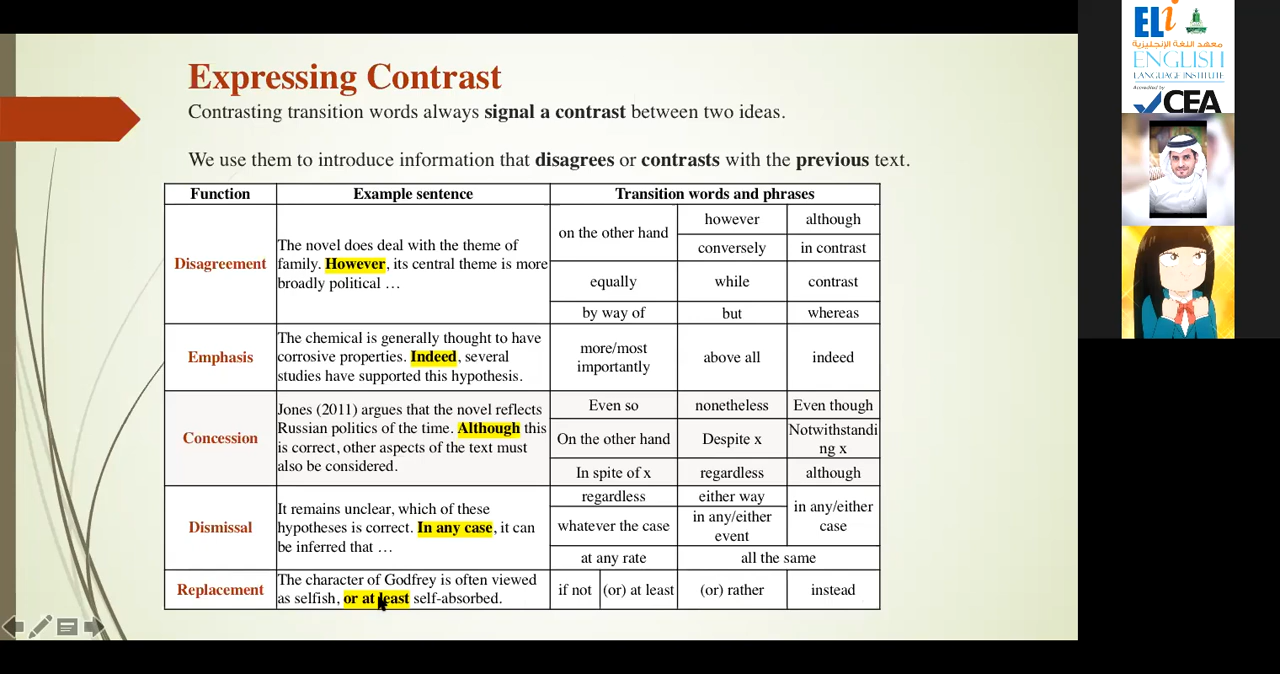 Expressing Contrast
Contrasting transition words always signal a contrast between two ideas.
We use them to introduce information that disagrees or contrasts with the previous text.
Function Example sentence Transition words and phrases
Disagreement
The novel does deal with the theme of
family. However, its central theme is more
broadly political …
on the other hand
however
although
conversely
in contrast
equally
while
contrast
by way of
but
whereas
Emphasis
The chemical is generally thought to have
corrosive properties. Indeed, several
studies have supported this hypothesis.
more/most
importantly
above all
indeed
Concession
Jones (2011) argues that the novel reflects
Russian politics of the time. Although this
is correct, other aspects of the text must
also be considered.
Even so
nonetheless
Even though
On the other hand
Despite x
Notwithstandi
ng x
In spite of x
regardless
although
Dismissal
It remains unclear, which of these
hypotheses is correct. In any case, it can
be inferred that …
regardless
either way
in any/either
case
whatever the case
in any/either
event
at any rate
all the same
Replacement
The character of Godfrey is often viewed
as selfish, or at least self-absorbed.
if not
(or) at least
(or) rather
instead
ELi
معهد اللغة الإنجليزية
ENGLISH
LANGUAGE INSTITUTE
Accredited by
CEA